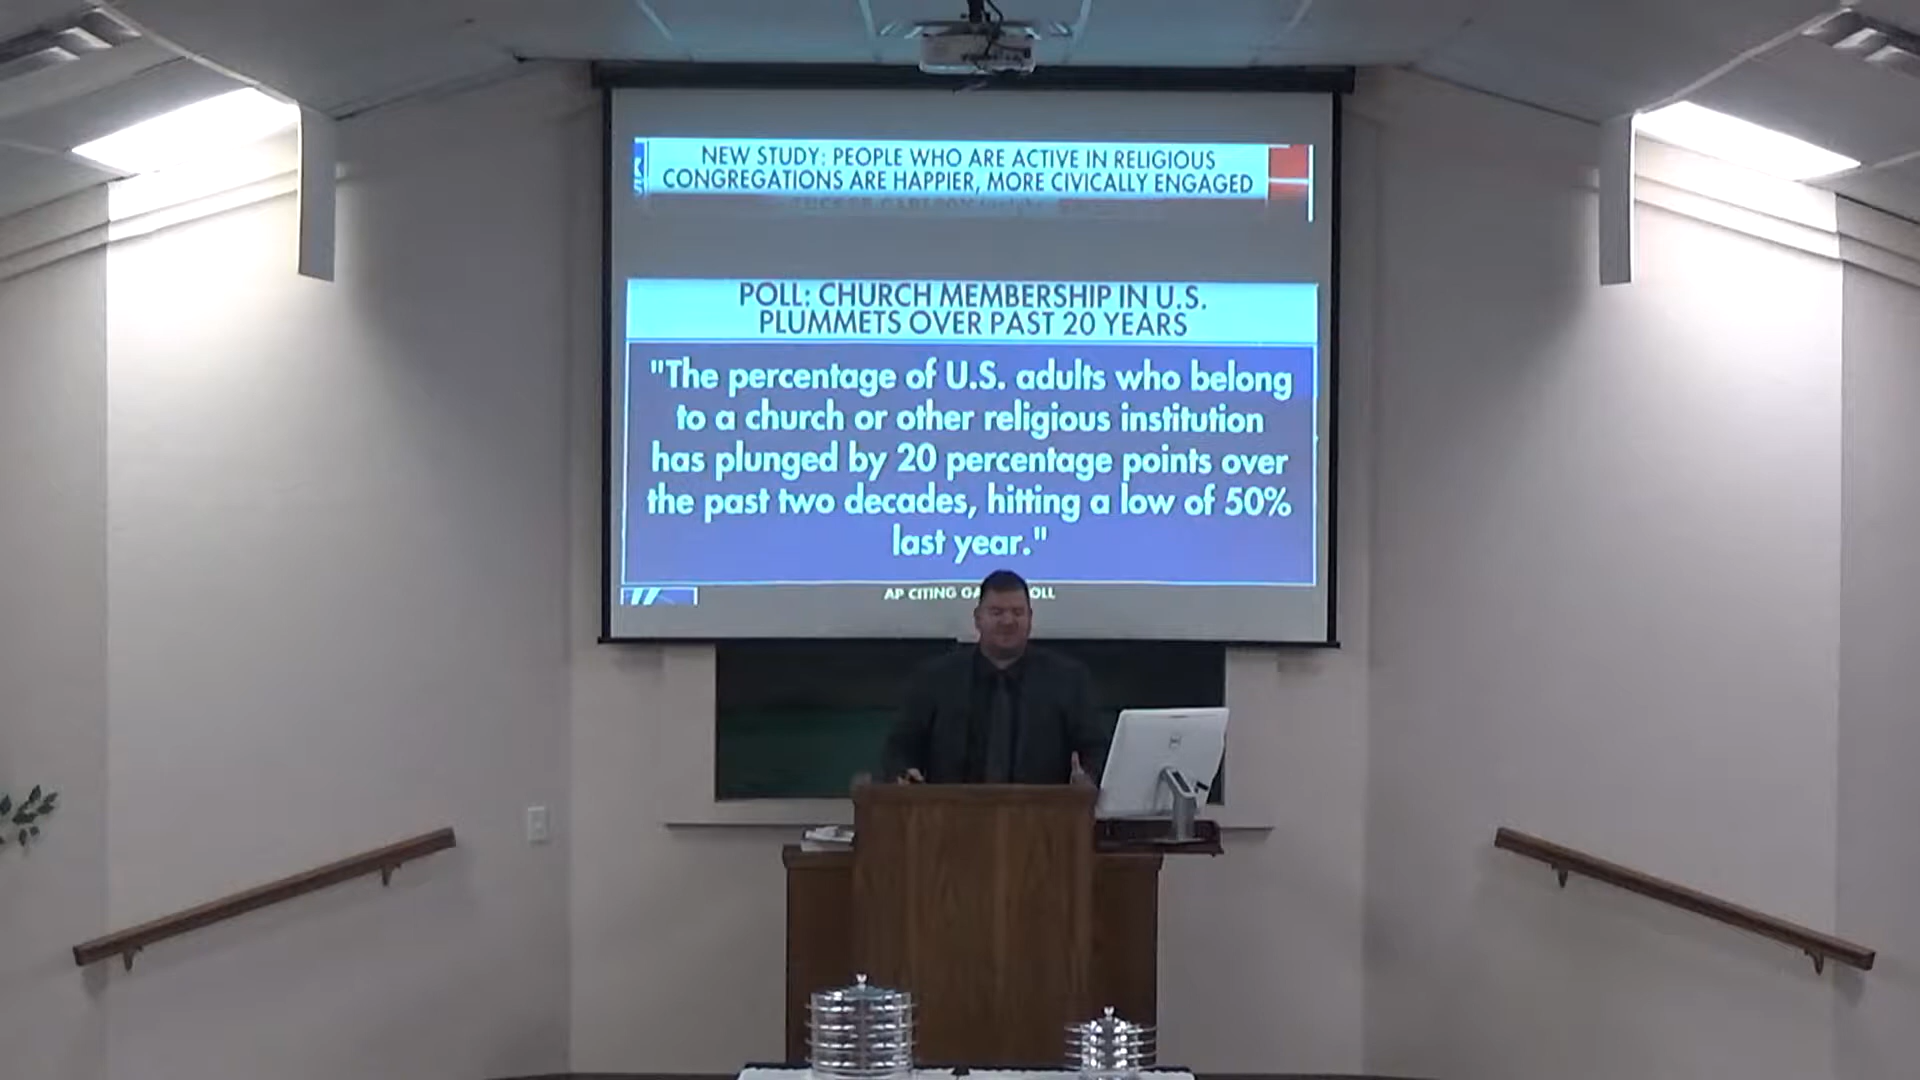 NEW STUDY: PEOPLE WHO ARE ACTIVE IN RELIGIOUS
CONGREGATIONS ARE HAPPIER, MORE CIVICALLY ENGAGED
POLL: CHURCH MEMBERSHIP IN U.S.
PLUMMETS OVER PAST 20 YEARS
"The percentage of U.S. adults who belong
to a church or other religious institution
has plunged by 20 percentage points over
the past two decades, hitting a low of 50%
last year."
AP CITING